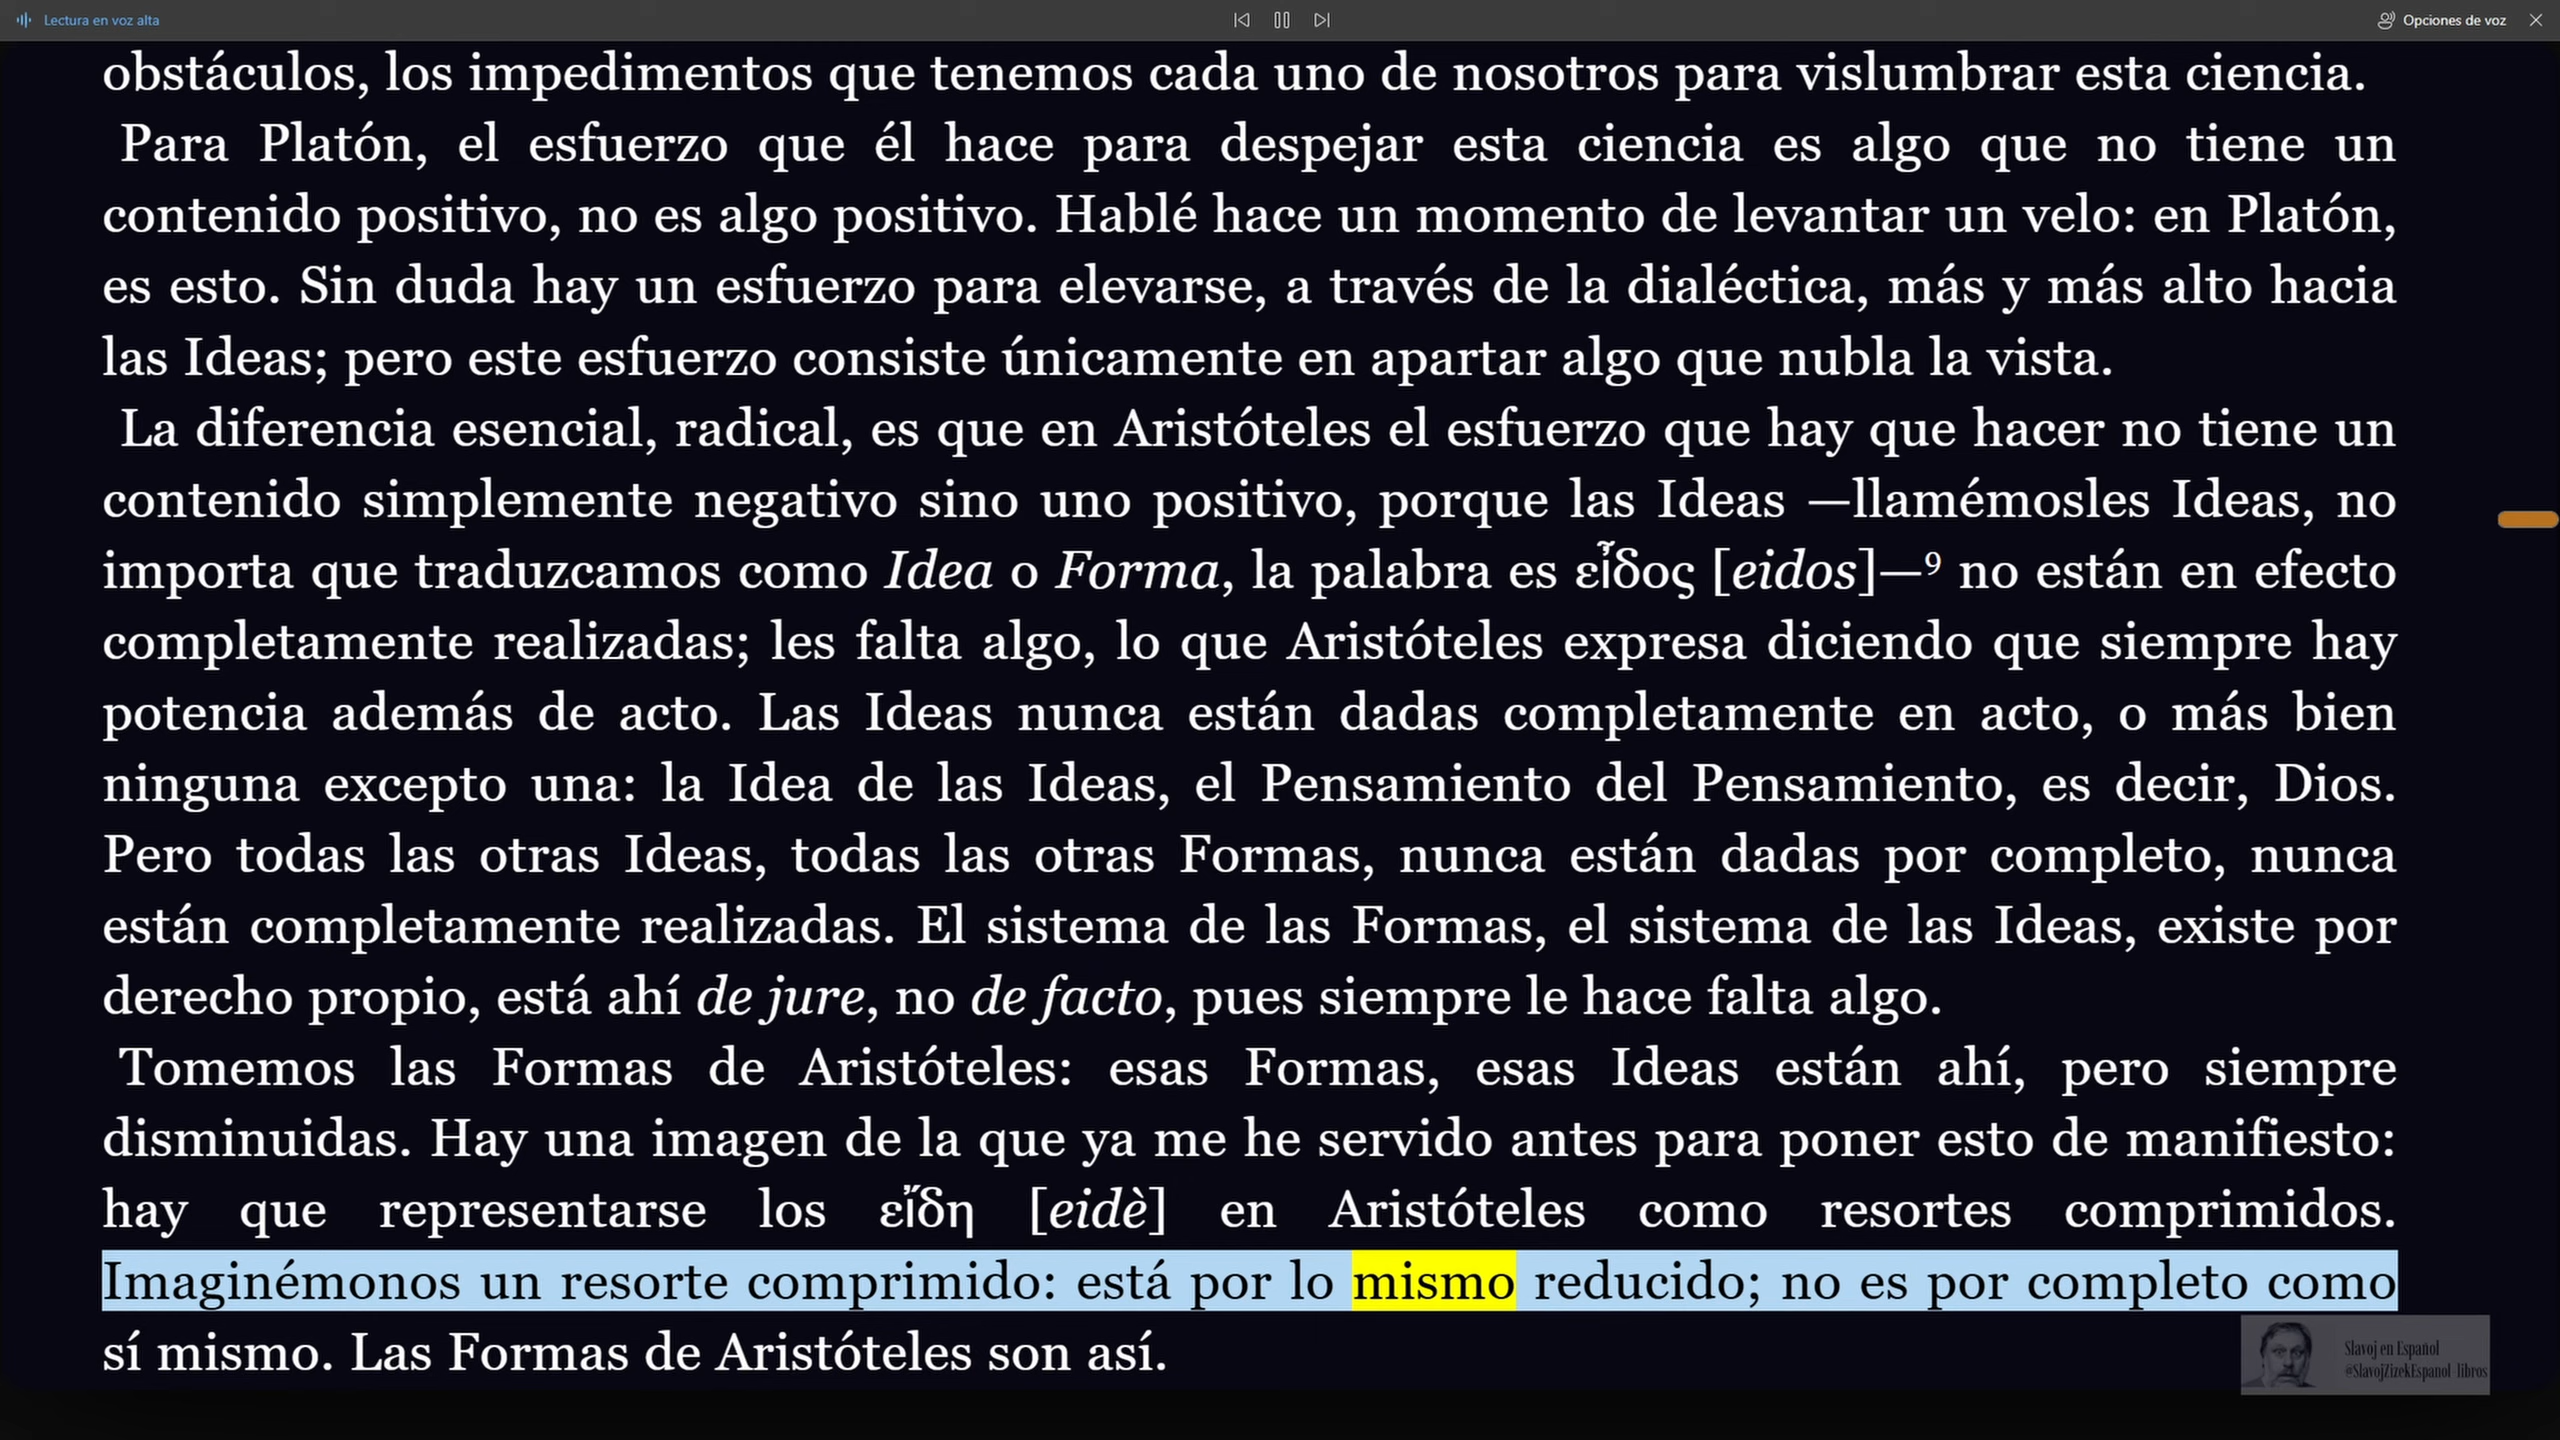 Lectura en voz alta
Opciones de voz
obstáculos, los impedimentos que tenemos cada uno de nosotros para vislumbrar esta ciencia.
Para Platón, el esfuerzo que él hace para despejar esta ciencia es algo que no tiene un
contenido positivo, no es algo positivo. Hablé hace un momento de levantar un velo: en Platón,
es esto. Sin duda hay un esfuerzo para elevarse, a través de la dialéctica, más y más alto hacia
las Ideas; pero este esfuerzo consiste únicamente en apartar algo que nubla la vista.
La diferencia esencial, radical, es que en Aristóteles el esfuerzo que hay que hacer no tiene un
contenido simplemente negativo sino uno positivo, porque las Ideas —llamémosles Ideas, no
importa que traduzcamos como Idea o Forma, la palabra es εἶδος [eidos]—⁹ no están en efecto
completamente realizadas; les falta algo, lo que Aristóteles expresa diciendo que siempre hay
potencia además de acto. Las Ideas nunca están dadas completamente en acto, o más bien
ninguna excepto una: la Idea de las Ideas, el Pensamiento del Pensamiento, es decir, Dios.
Pero todas las otras Ideas, todas las otras Formas, nunca están dadas por completo, nunca
están completamente realizadas. El sistema de las Formas, el sistema de las Ideas, existe por
derecho propio, está ahí de jure, no de facto, pues siempre le hace falta algo.
Tomemos las Formas de Aristóteles: esas Formas, esas Ideas están ahí, pero siempre
disminuidas. Hay una imagen de la que ya me he servido antes para poner esto de manifiesto:
hay que representarse los εἴδη [eidè] en Aristóteles como resortes comprimidos.
Imaginémonos un resorte comprimido: está por lo mismo reducido; no es por completo como
sí mismo. Las Formas de Aristóteles son así.
Slavoj en Español
@SlavojZizekEspanol libros